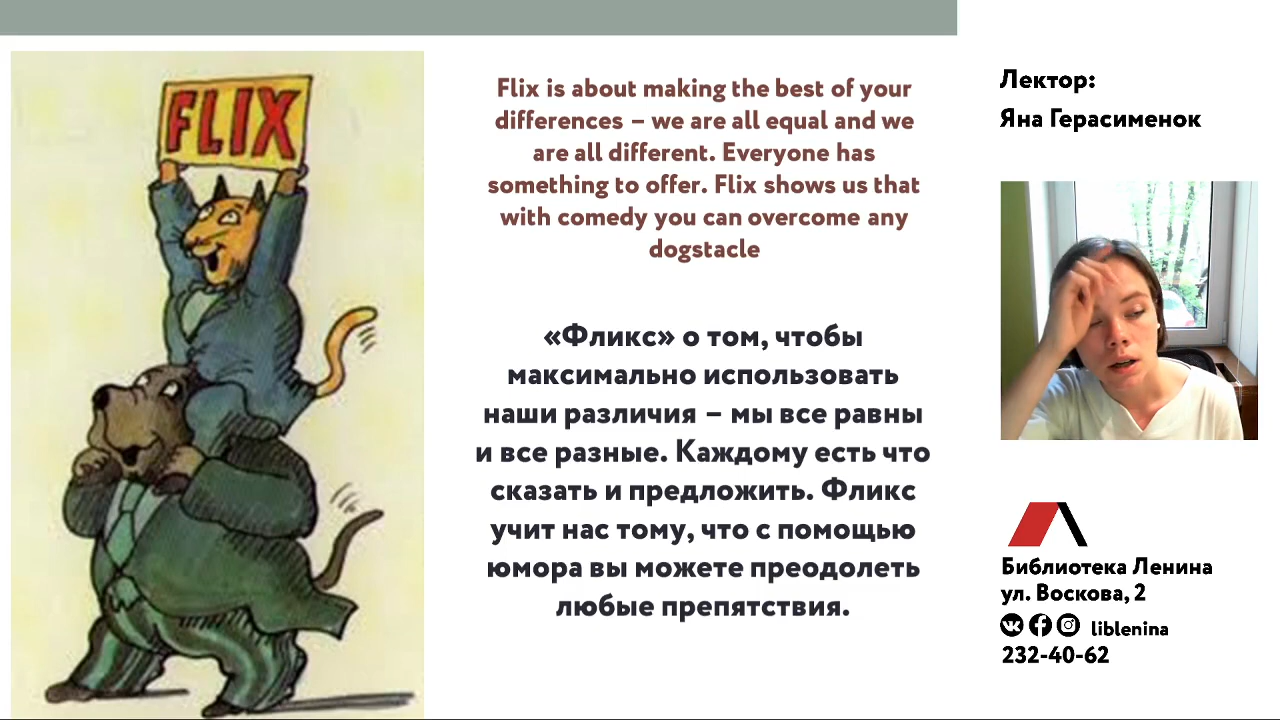 FLIX
Flix is about making the best of your
differences – we are all equal and we
are all different. Everyone has
something to offer. Flix shows us that
with comedy you can overcome any
dogstacle
«Фликс» о том, чтобы
максимально использовать
наши различия – мы все равны
и все разные. Каждому есть что
сказать и предложить. Фликс
учит нас тому, что с помощью
юмора вы можете преодолеть
любые препятствия.
Лектор:
Яна Герасименок
Библиотека Ленина
ул. Воскова, 2
liblenina
232-40-62